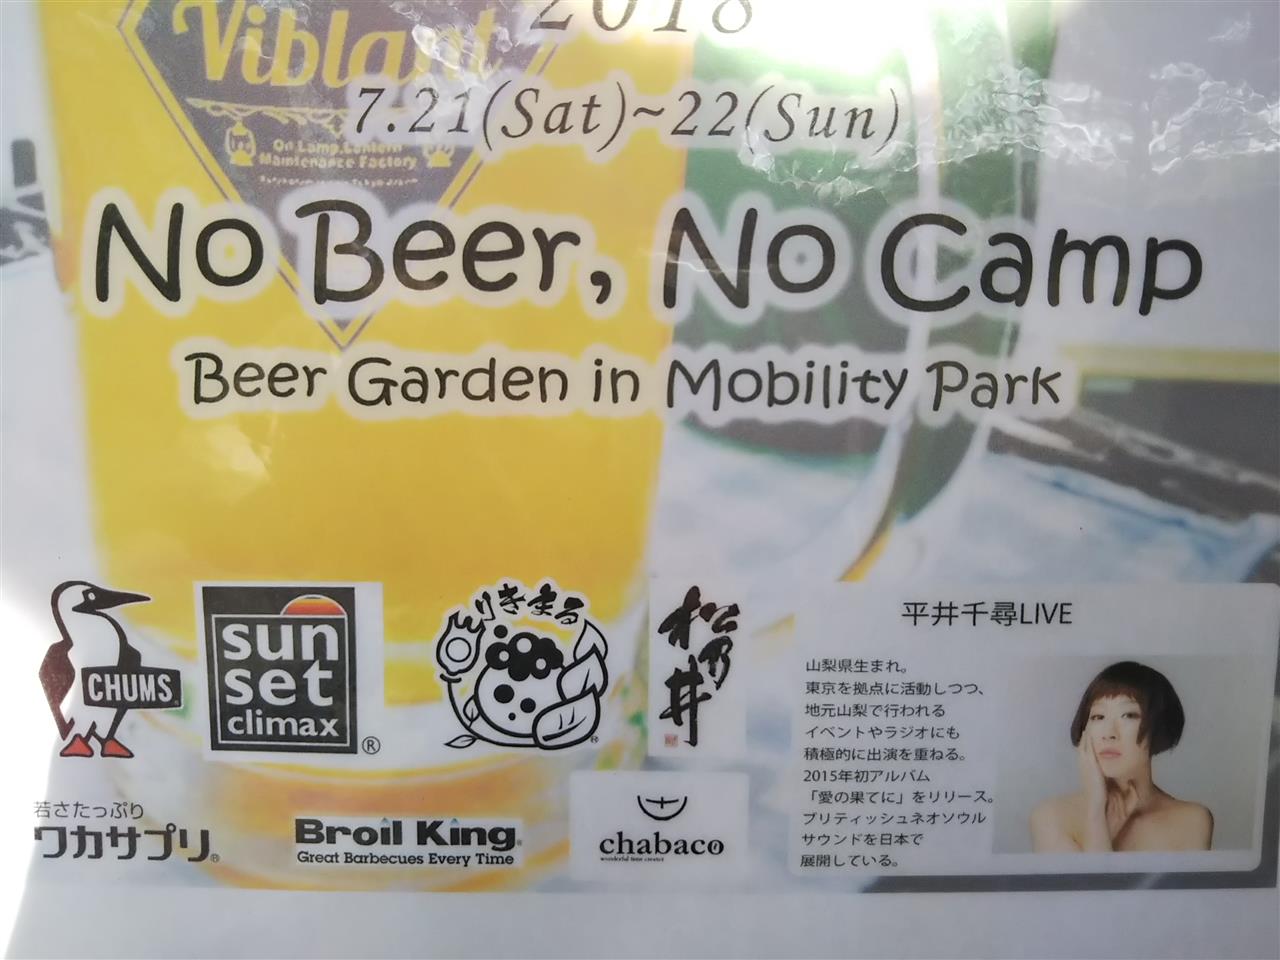 2018
Viblant
7.21(Sat)~22(Sun)
Oil Lamp,Lantern
Maintenance Factory
No Beer, No Camp
Beer Garden in Mobility Park
CHUMS
sun
set
climax
®
りきまる
®
松乃井
平井千尋LIVE
山梨県生まれ。
東京を拠点に活動しつつ、
地元山梨で行われる
イベントやラジオにも
積極的に出演を重ねる。
2015年初アルバム
「愛の果てに」をリリース。
ブリティッシュネオソウル
サウンドを日本で
展開している。
若さたっぷり
ワカサプリ®
Broil King®
Great Barbecues Every Time
chabaco
wonderful time creator